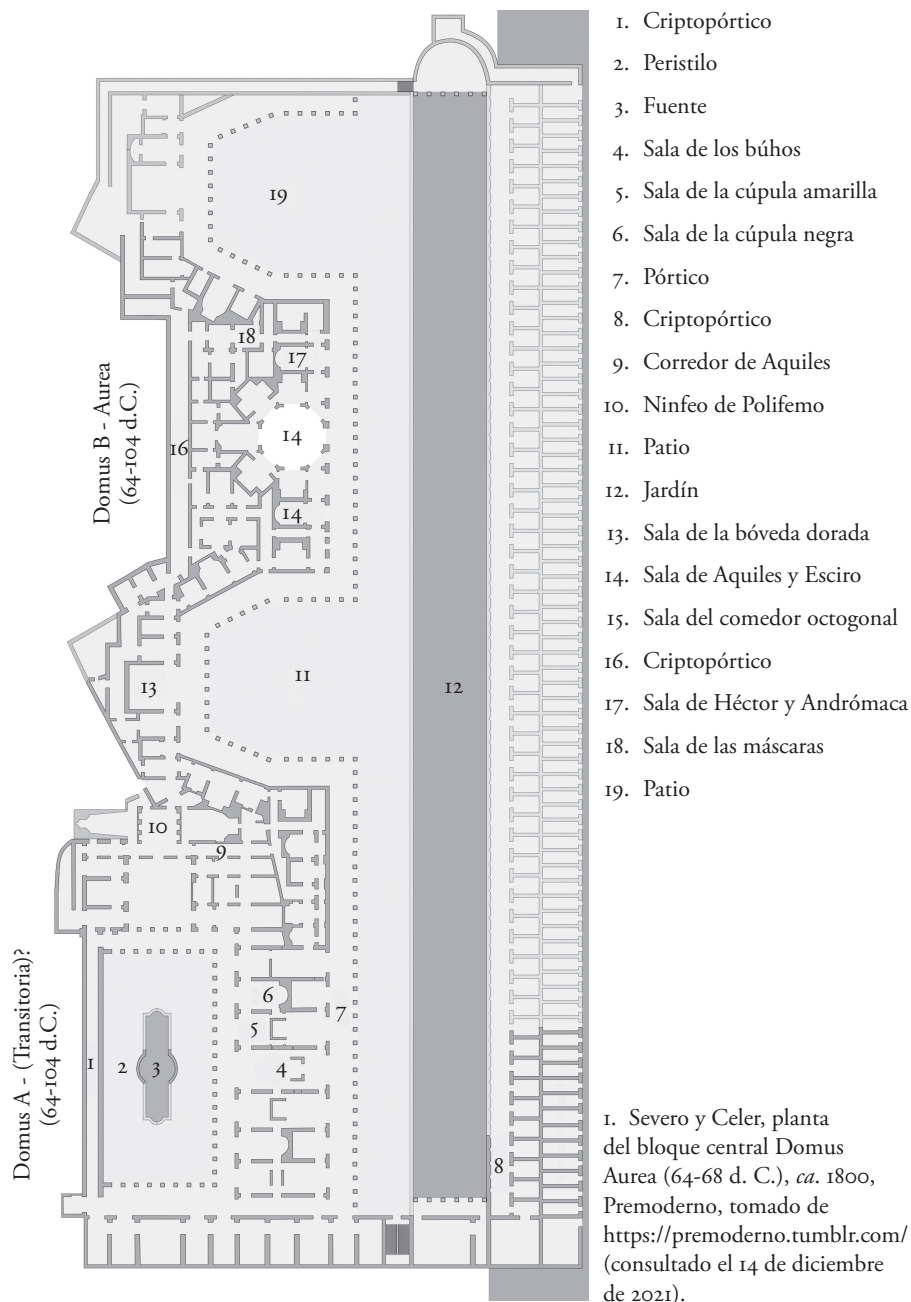 1. Criptopórtico
2. Peristilo
3. Fuente
4. Sala de los búhos
5. Sala de la cúpula amarilla
6. Sala de la cúpula negra
7. Pórtico
8. Criptopórtico
9. Corredor de Aquiles
10. Ninfeo de Polifemo
11. Patio
12. Jardín
13. Sala de la bóveda dorada
14. Sala de Aquiles y Esciro
15. Sala del comedor octogonal
16. Criptopórtico
17. Sala de Héctor y Andrómaca
18. Sala de las máscaras
19. Patio
19
18
17
14
16
14
Domus B - Aurea
(64-104 d.C.)
13
11
12
10
9
6
7
5
4
1
2
3
8
Domus A - (Transitoria)?
(64-104 d.C.)
1. Severo y Celer, planta
del bloque central Domus
Aurea (64-68 d. C.), ca. 1800,
Premoderno, tomado de
https://premoderno.tumblr.com/
(consultado el 14 de diciembre
de 2021).